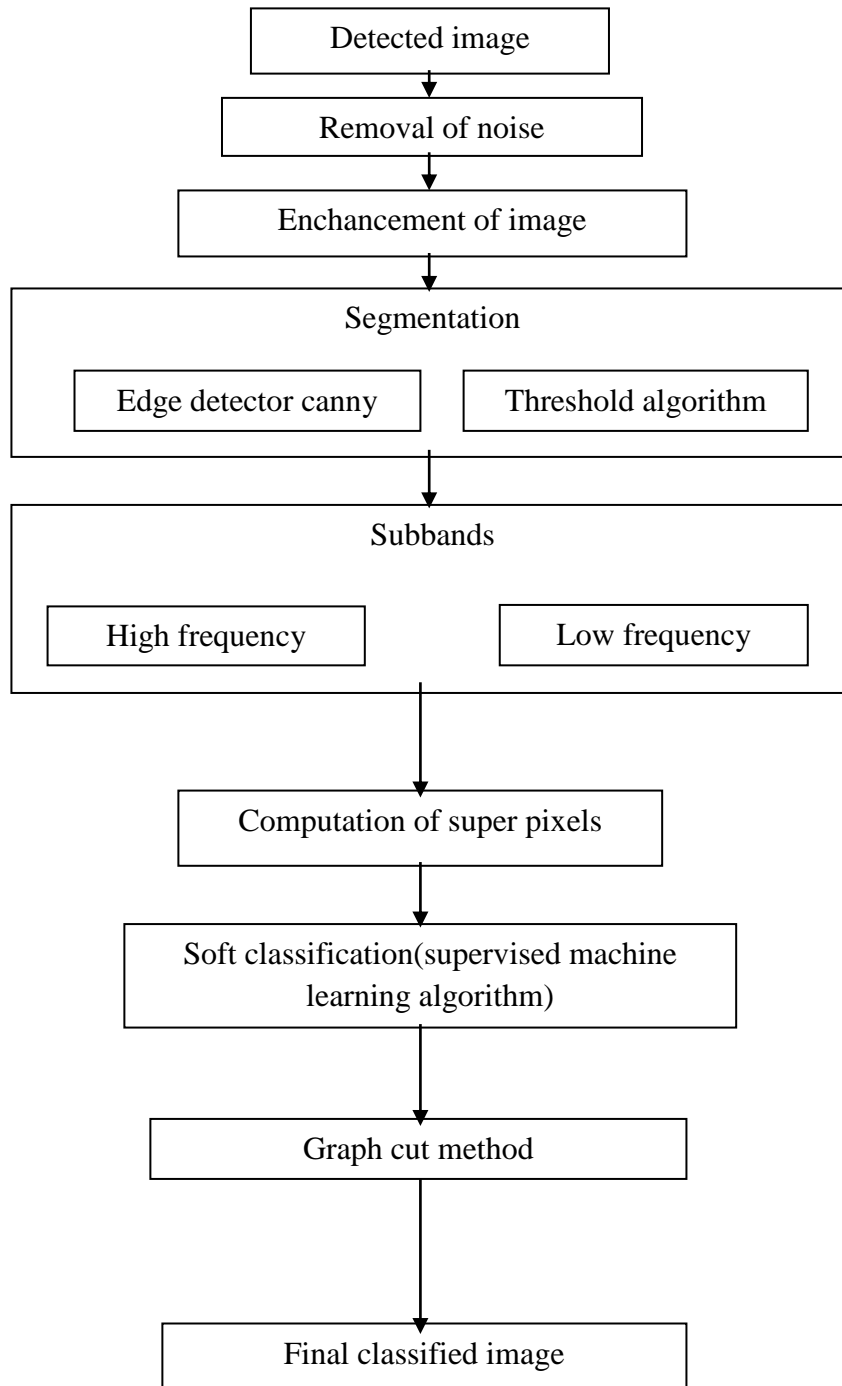 Detected image
Removal of noise
Enchancement of image
Segmentation
Edge detector canny
Threshold algorithm
Subbands
High frequency
Low frequency
Computation of super pixels
Soft classification(supervised machine
learning algorithm)
Graph cut method
Final classified image